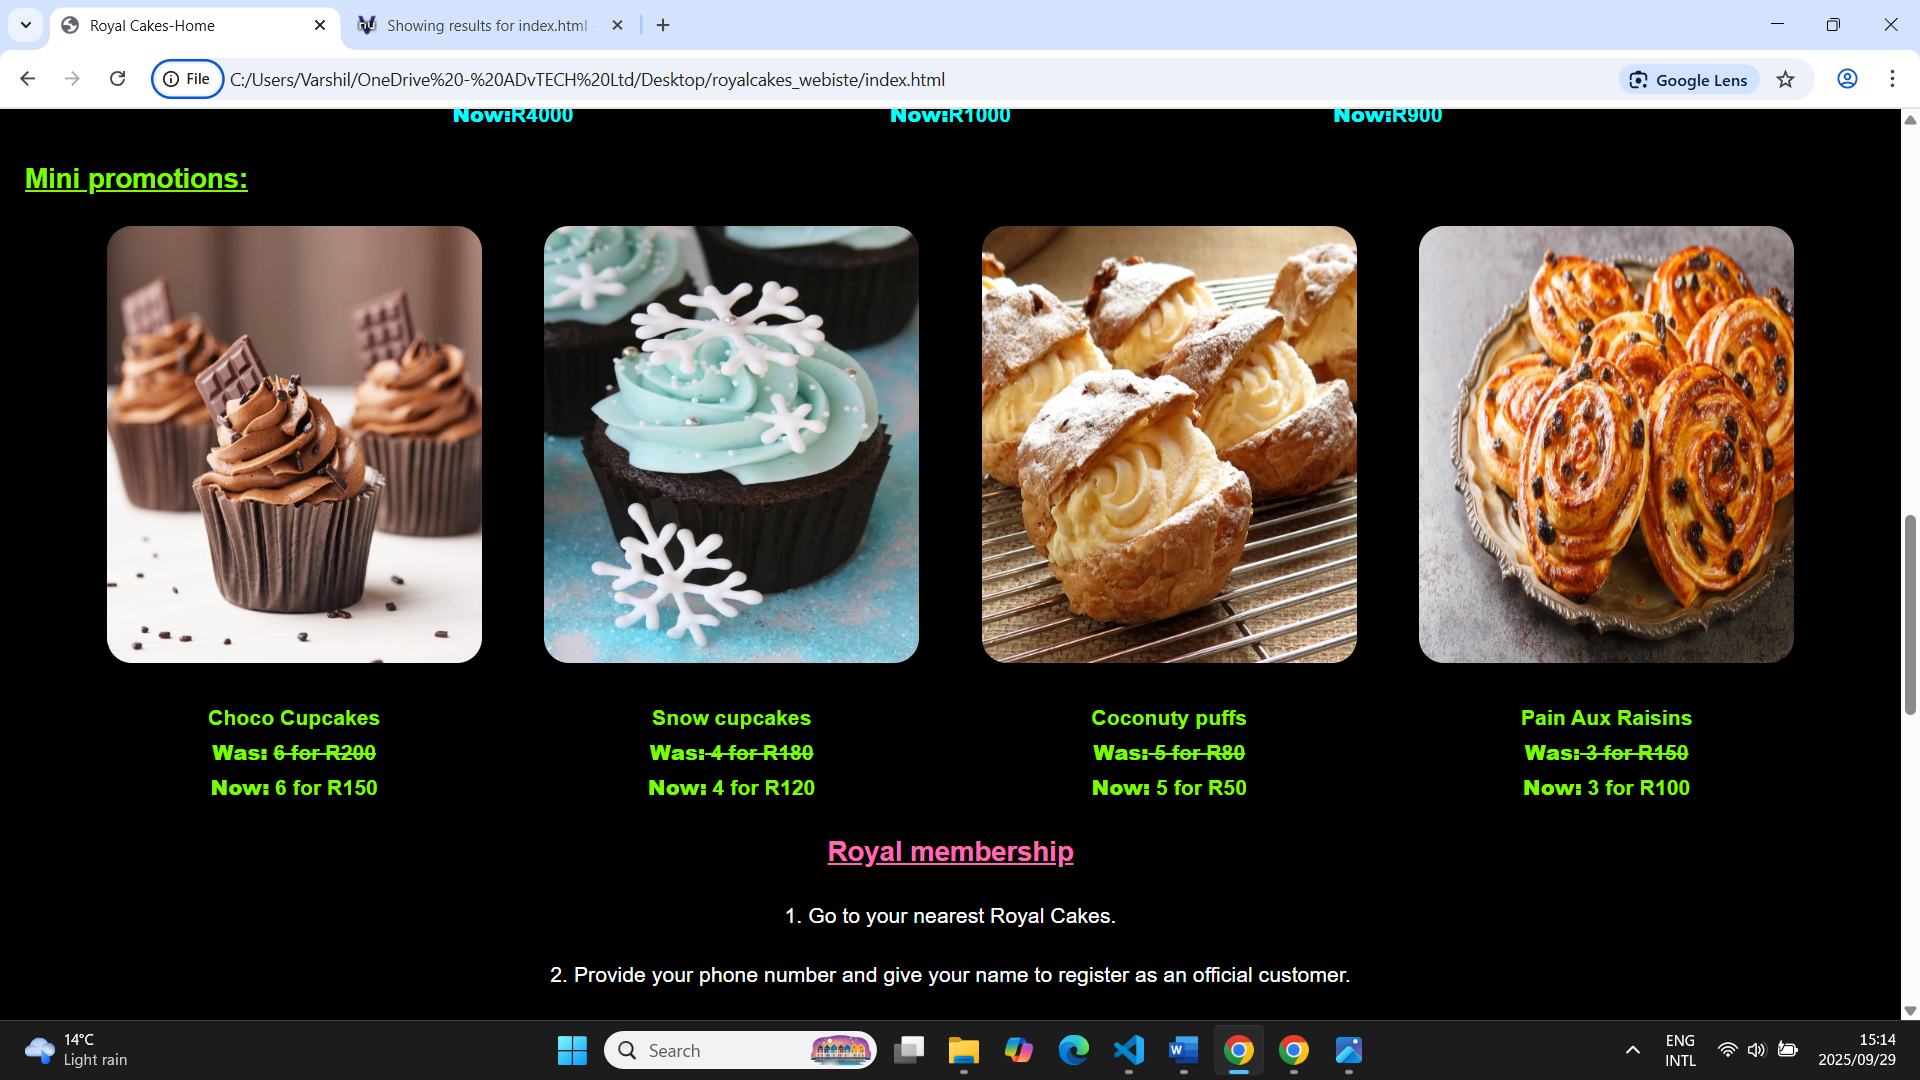 Royal Cakes-Home
Showing results for index.html
File
C:/Users/Varshil/OneDrive%20-%20ADvTECH%20Ltd/Desktop/royalcakes_webiste/index.html
Google Lens
Now:R4000
Now:R1000
Now:R900
Mini promotions:
Choco Cupcakes
Was: 6 for R200
Now: 6 for R150
Snow cupcakes
Was: 4 for R180
Now: 4 for R120
Coconuty puffs
Was: 5 for R80
Now: 5 for R50
Pain Aux Raisins
Was: 3 for R150
Now: 3 for R100
Royal membership
1. Go to your nearest Royal Cakes.
2. Provide your phone number and give your name to register as an official customer.
14°C
Light rain
Search
ENG
INTL
15:14
2025/09/29